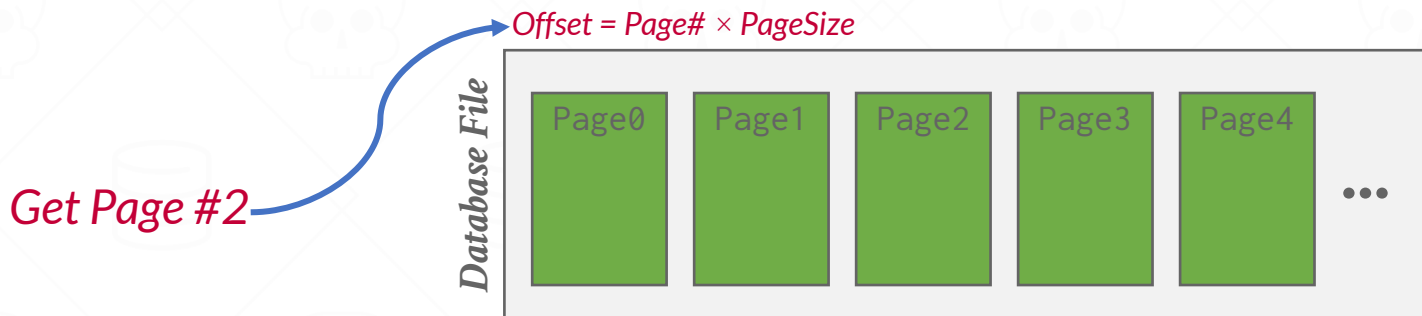 Offset = Page# × PageSize
Get Page #2
Database File
Page0 Page1 Page2 Page3 Page4
•••